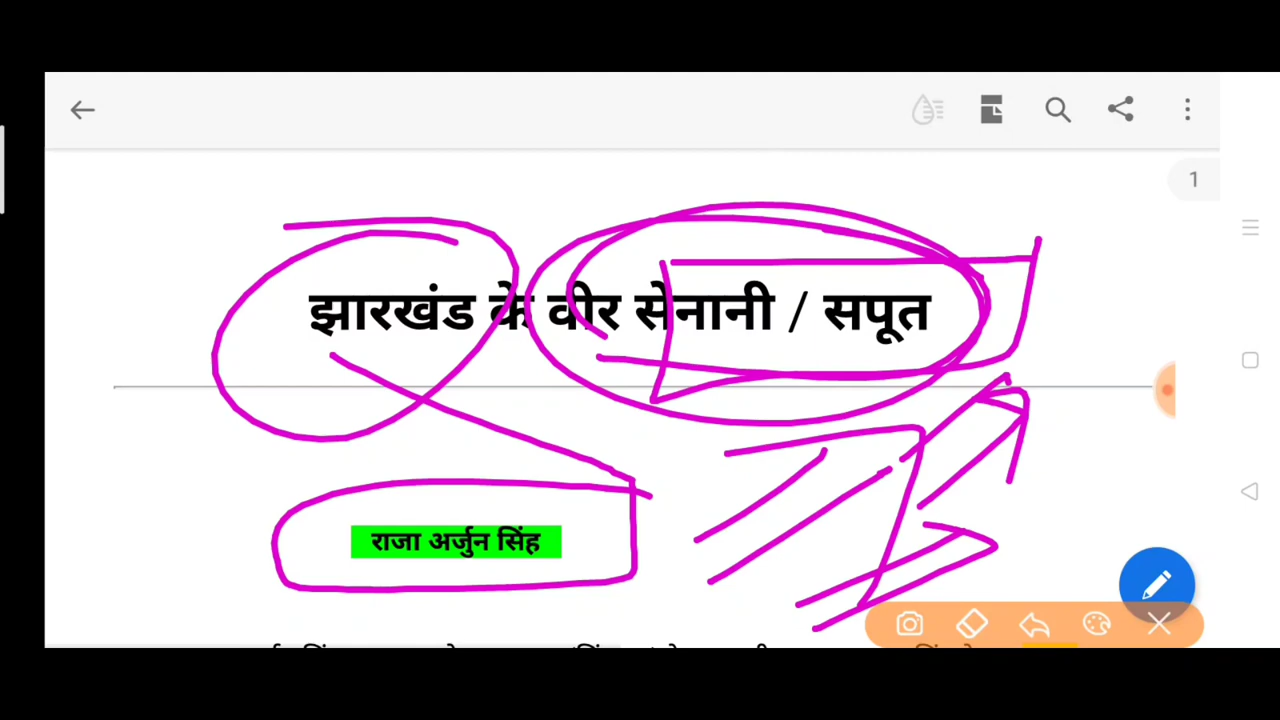 1
झारखंड के वीर सेनानी / सपूत
राजा अर्जुन सिंह